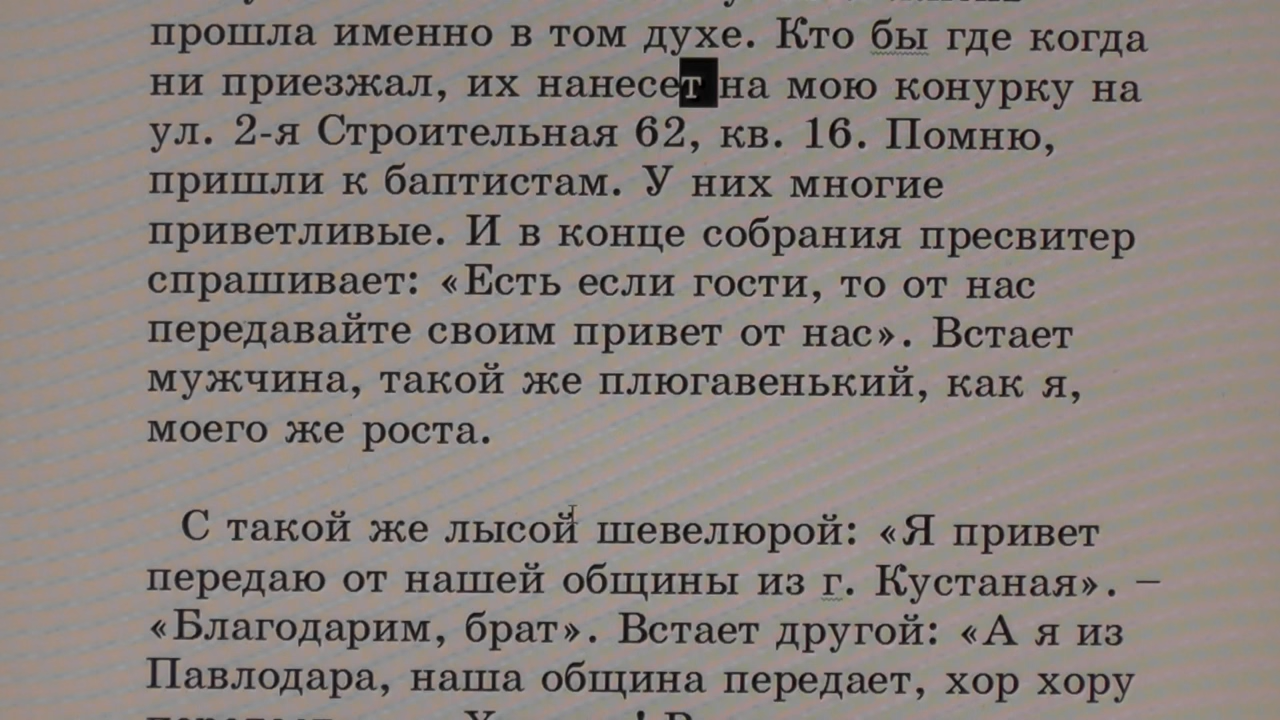 прошла именно в том духе. Кто бы где когда
ни приезжал, их нанесет на мою конурку на
ул. 2-я Строительная 62, кв. 16. Помню,
пришли к баптистам. У них многие
приветливые. И в конце собрания пресвитер
спрашивает: «Есть если гости, то от нас
передавайте своим привет от нас». Встает
мужчина, такой же плюгавенький, как я,
моего же роста.
С такой же лысой шевелюрой: «Я привет
передаю от нашей общины из г. Кустаная». –
«Благодарим, брат». Встает другой: «А я из
Павлодара, наша община передает, хор хору